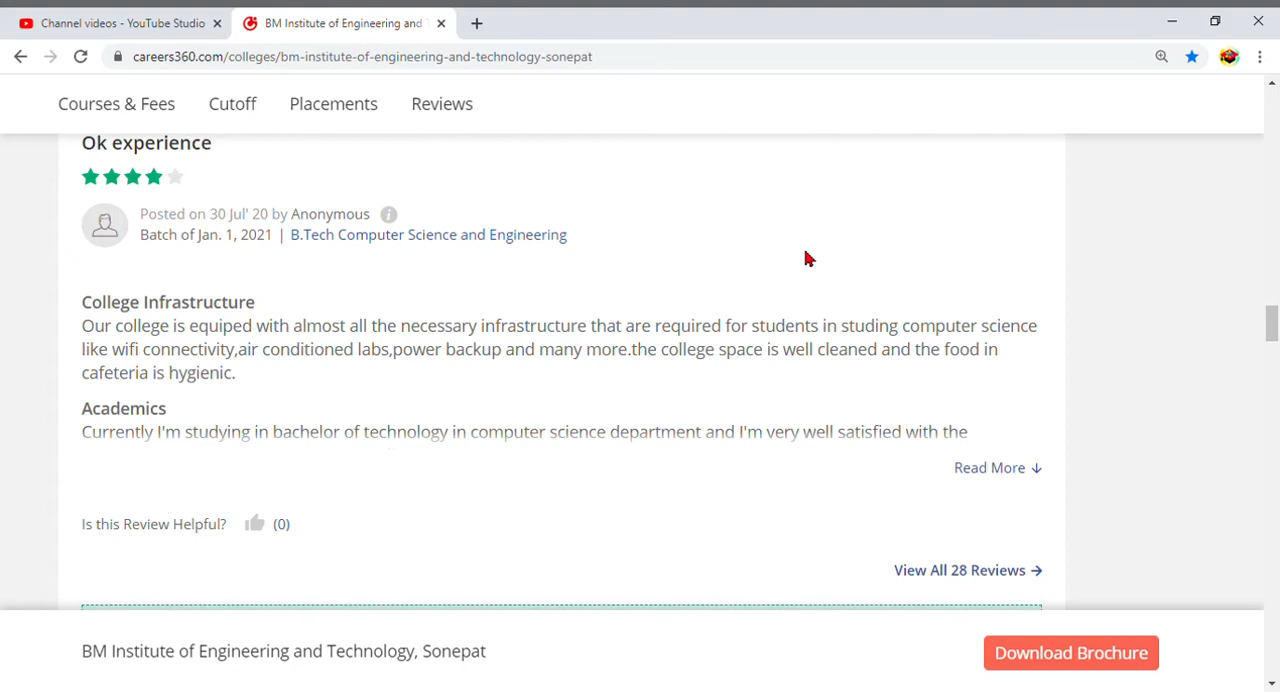 Channel videos - YouTube Studio
BM Institute of Engineering and
careers360.com/colleges/bm-institute-of-engineering-and-technology-sonepat
Courses & Fees Cutoff Placements Reviews
Ok experience
Posted on 30 Jul' 20 by Anonymous
Batch of Jan. 1, 2021 | B.Tech Computer Science and Engineering
College Infrastructure
Our college is equiped with almost all the necessary infrastructure that are required for students in studing computer science
like wifi connectivity,air conditioned labs,power backup and many more.the college space is well cleaned and the food in
cafeteria is hygienic.
Academics
Currently I'm studying in bachelor of technology in computer science department and I'm very well satisfied with the
Read More ↓
Is this Review Helpful? (0)
View All 28 Reviews →
BM Institute of Engineering and Technology, Sonepat
Download Brochure